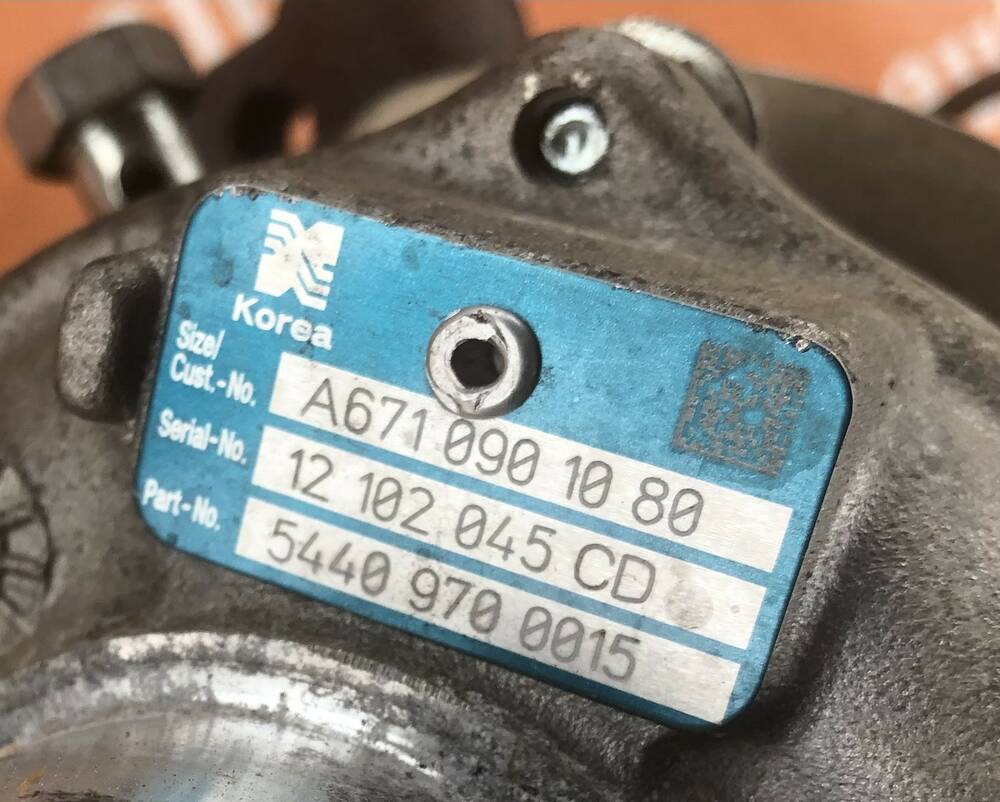 Korea
Size/
Cust.-No. A671 090 10 80
Serial-No. 12 102 045 CD
Part-No. 5440 970 0015